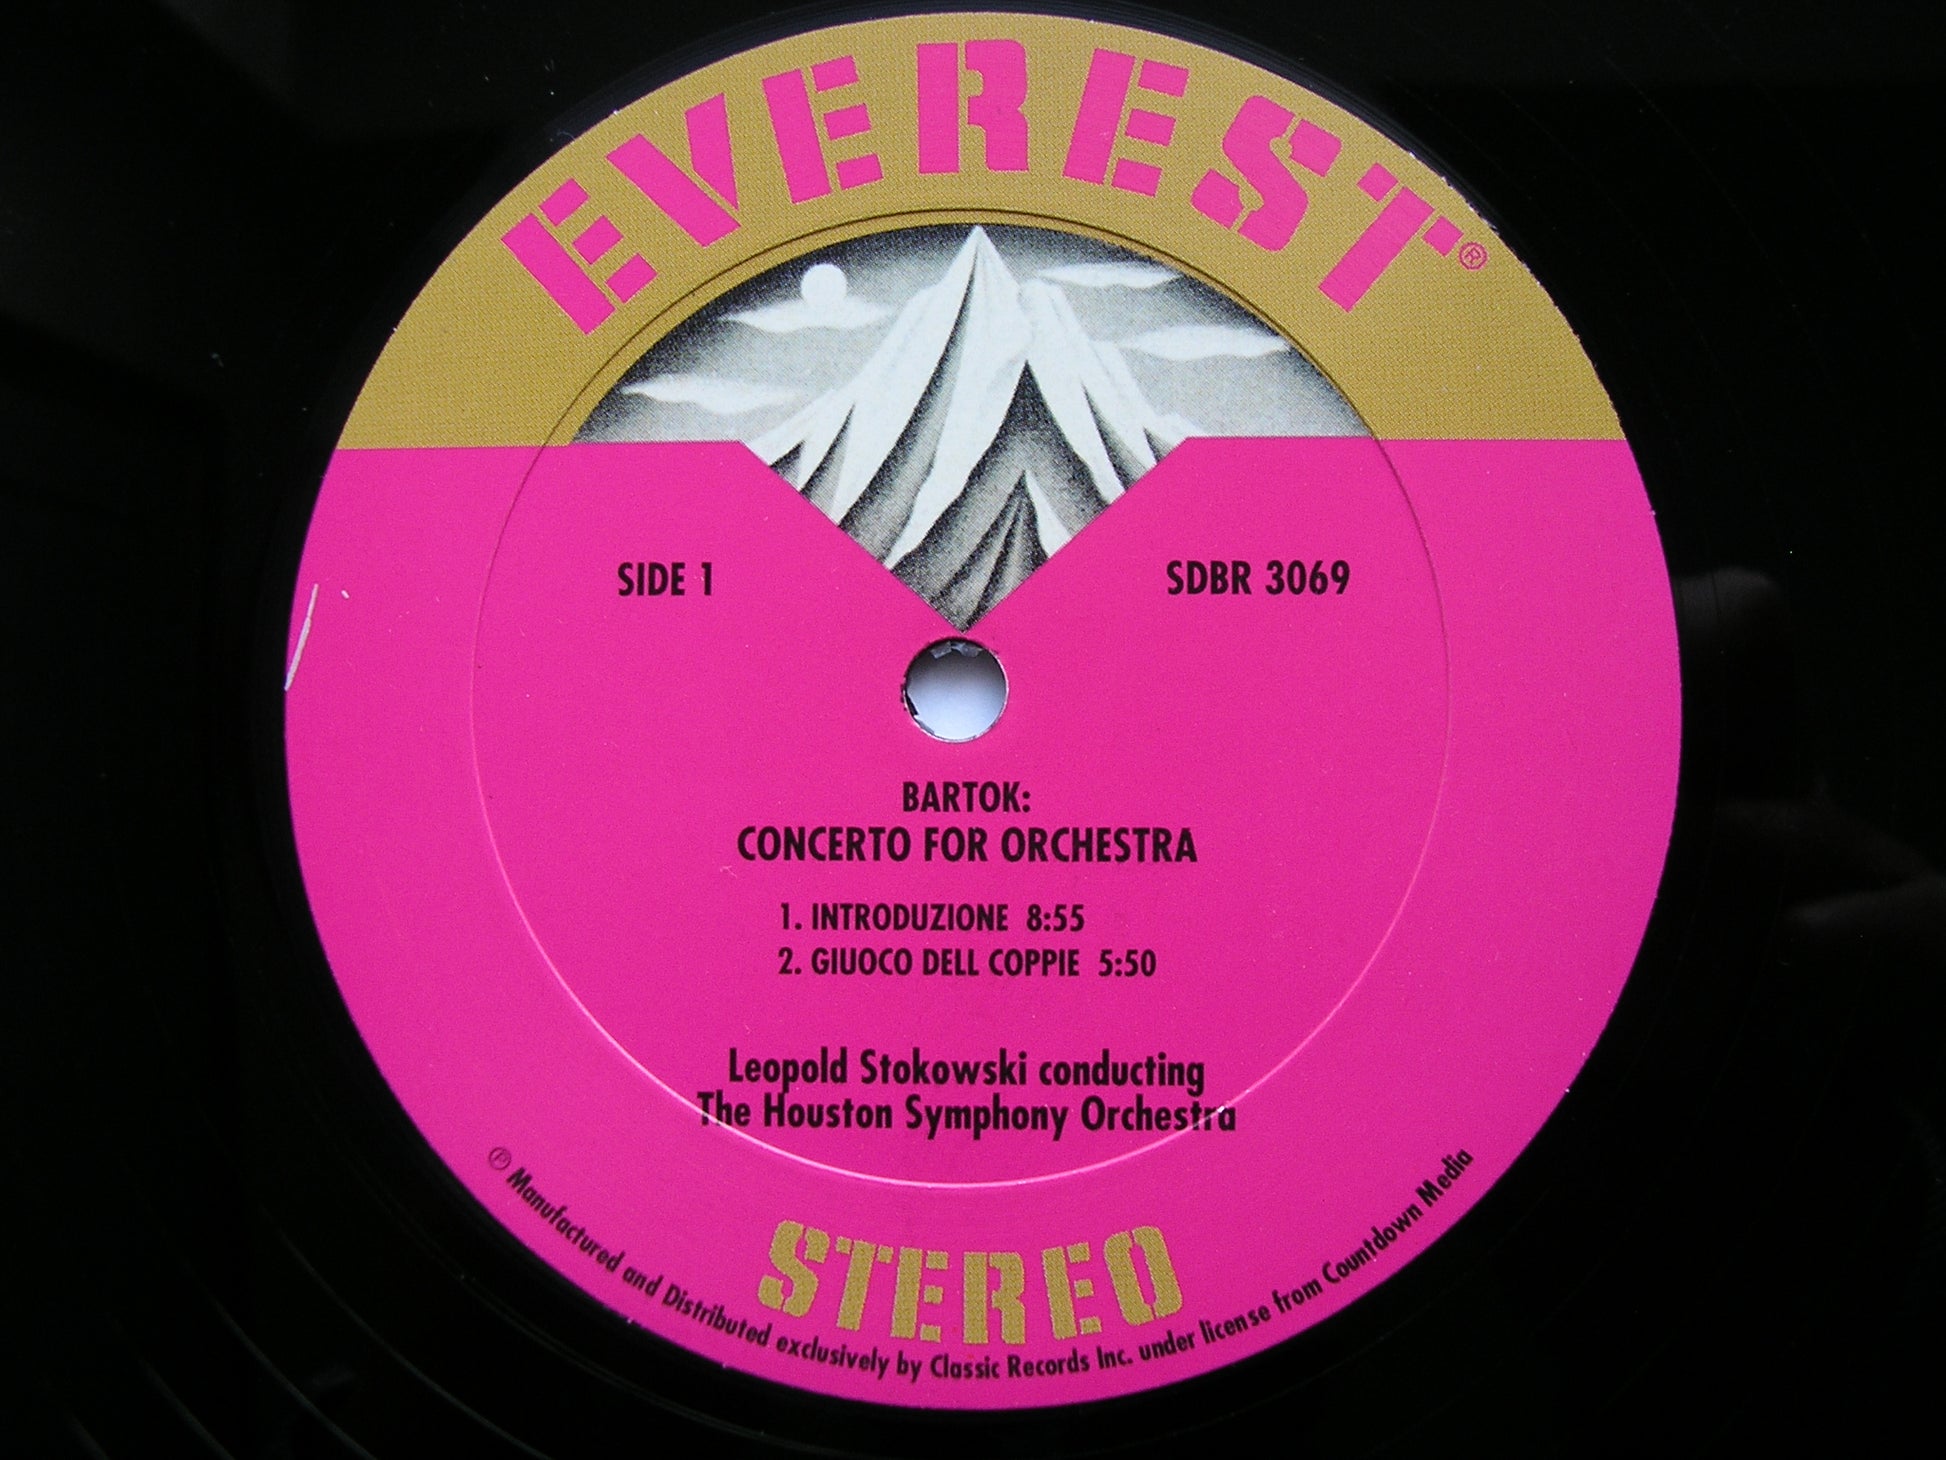 EVEREST®
SIDE 1
SDBR 3069
BARTOK:
CONCERTO FOR ORCHESTRA
1. INTRODUZIONE 8:55
2. GIUOCO DELL COPPIE 5:50
Leopold Stokowski conducting
The Houston Symphony Orchestra
STEREO
℗ Manufactured and Distributed exclusively by Classic Records Inc. under license from Countdown Media